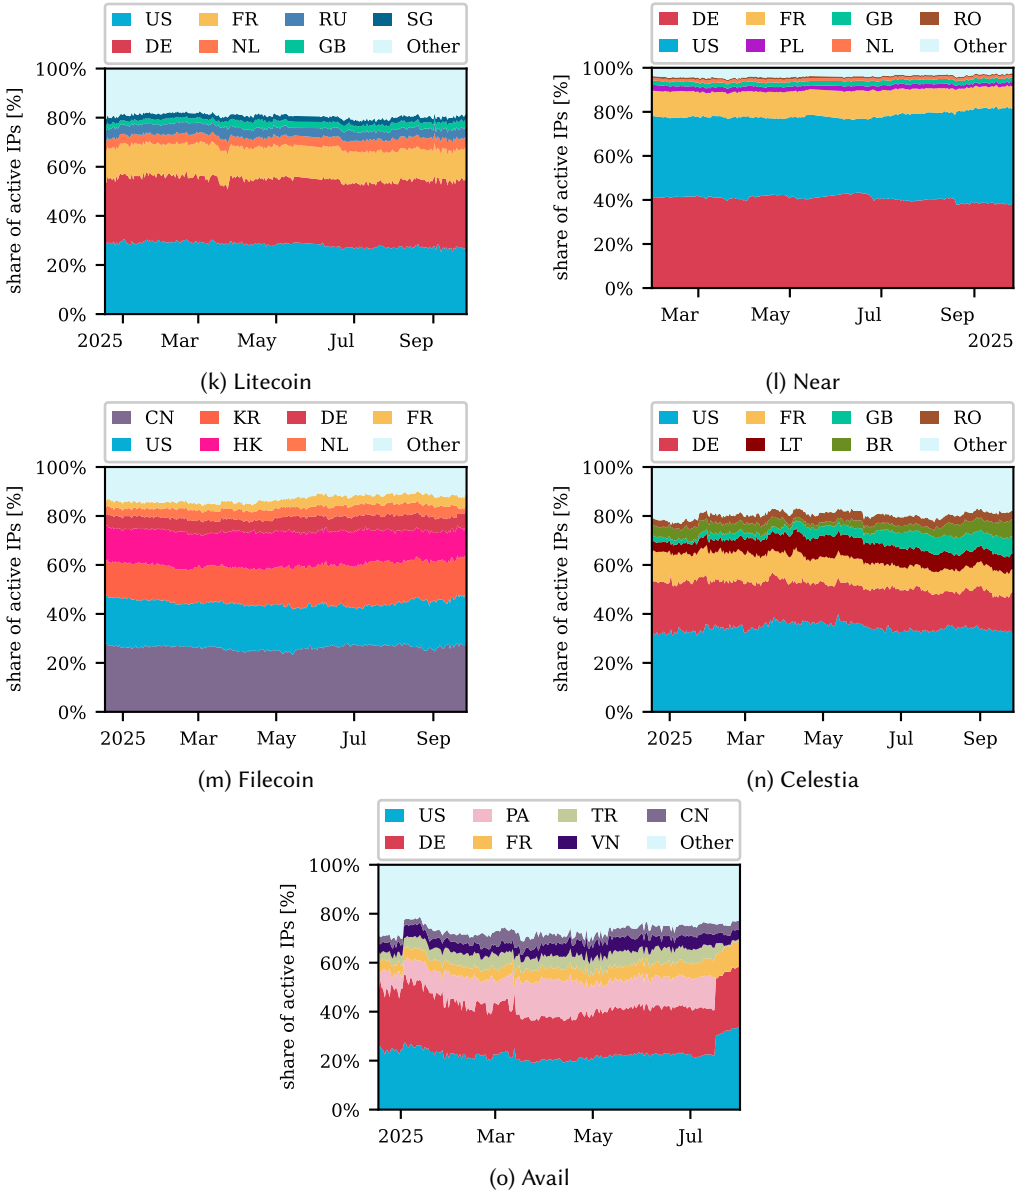 US FR RU SG
DE NL GB Other
share of active IPs [%]
100%
80%
60%
40%
20%
0%
2025 Mar May Jul Sep
(k) Litecoin
DE FR GB RO
US PL NL Other
share of active IPs [%]
100%
80%
60%
40%
20%
0%
Mar May Jul Sep
2025
(l) Near
CN KR DE FR
US HK NL Other
share of active IPs [%]
100%
80%
60%
40%
20%
0%
2025 Mar May Jul Sep
(m) Filecoin
US FR GB RO
DE LT BR Other
share of active IPs [%]
100%
80%
60%
40%
20%
0%
2025 Mar May Jul Sep
(n) Celestia
US PA TR CN
DE FR VN Other
share of active IPs [%]
100%
80%
60%
40%
20%
0%
2025 Mar May Jul
(o) Avail